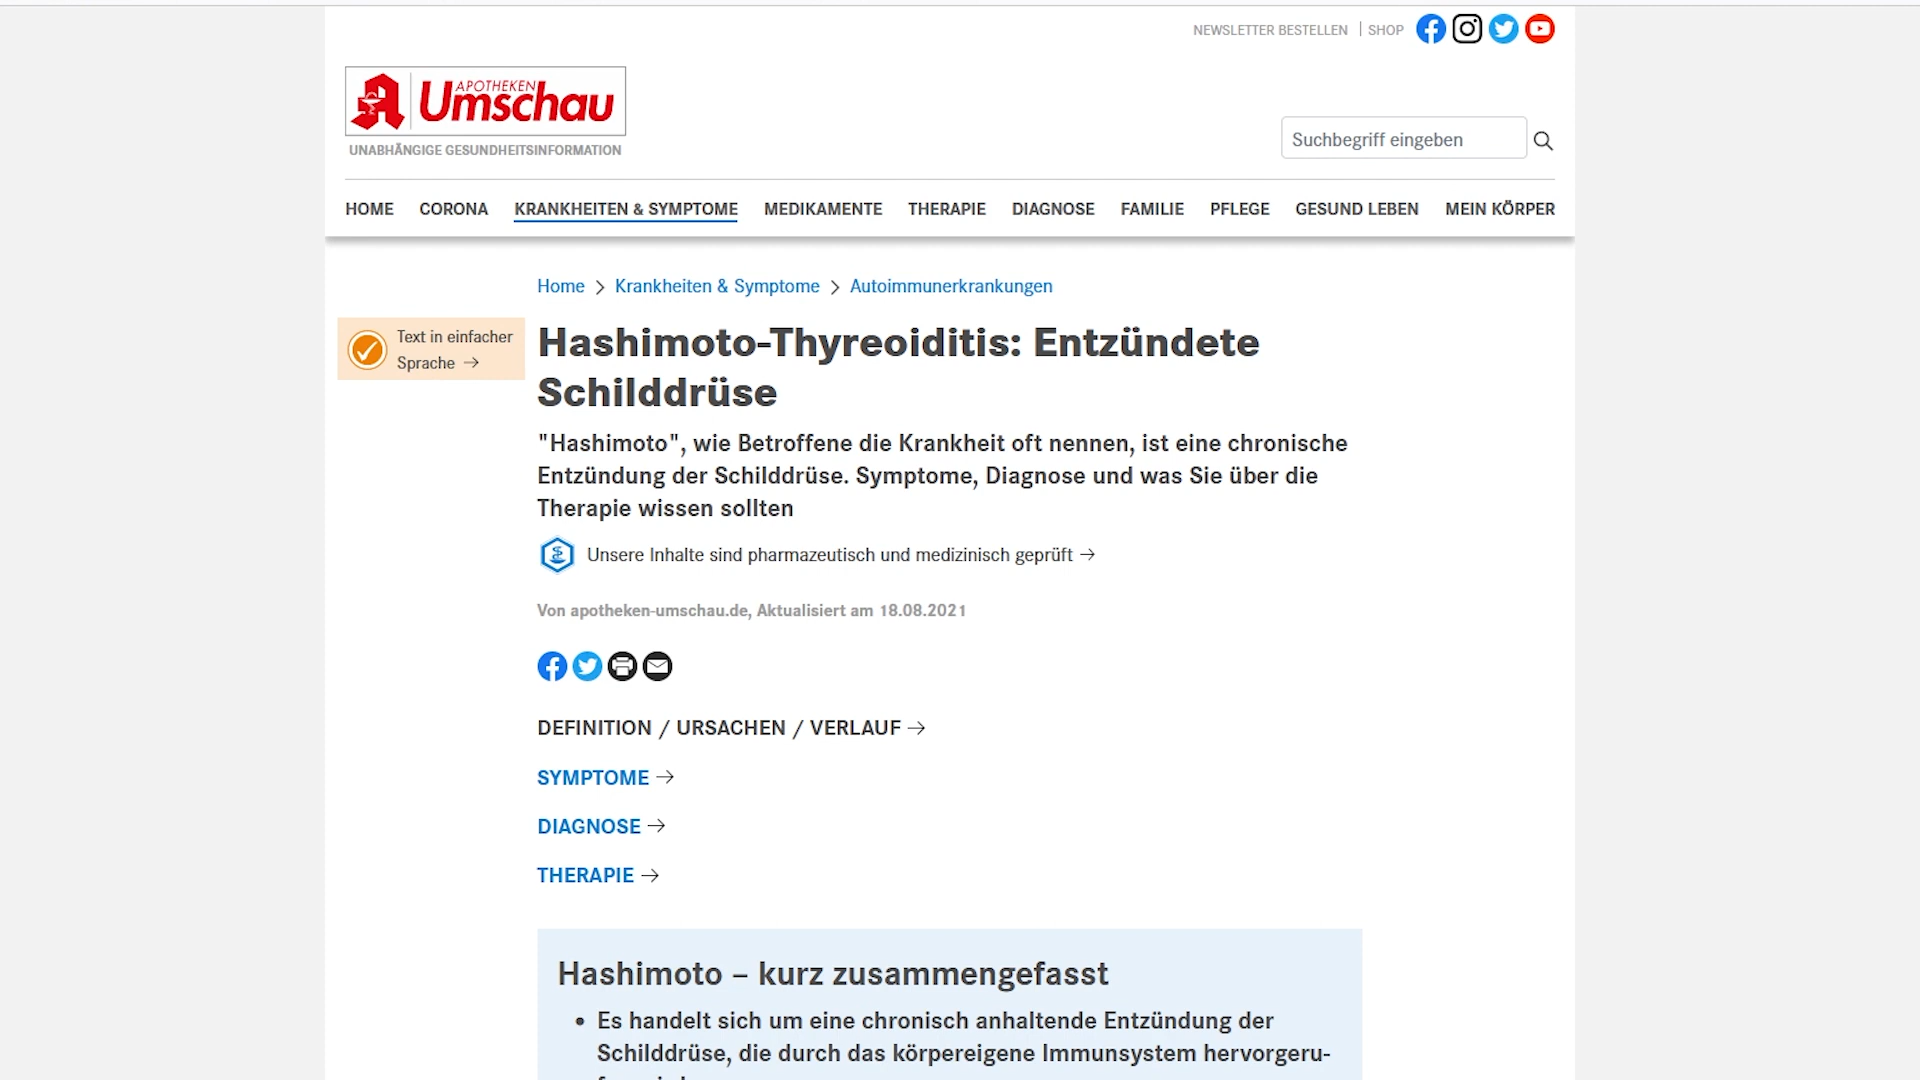 NEWSLETTER BESTELLEN | SHOP
APOTHEKEN
Umschau
UNABHÄNGIGE GESUNDHEITSINFORMATION
Suchbegriff eingeben
HOME CORONA KRANKHEITEN & SYMPTOME MEDIKAMENTE THERAPIE DIAGNOSE FAMILIE PFLEGE GESUND LEBEN MEIN KÖRPER
Home > Krankheiten & Symptome > Autoimmunerkrankungen
Text in einfacher
Sprache →
Hashimoto-Thyreoiditis: Entzündete
Schilddrüse
"Hashimoto", wie Betroffene die Krankheit oft nennen, ist eine chronische
Entzündung der Schilddrüse. Symptome, Diagnose und was Sie über die
Therapie wissen sollten
Unsere Inhalte sind pharmazeutisch und medizinisch geprüft →
Von apotheken-umschau.de, Aktualisiert am 18.08.2021
DEFINITION / URSACHEN / VERLAUF →
SYMPTOME →
DIAGNOSE →
THERAPIE →
Hashimoto – kurz zusammengefasst
• Es handelt sich um eine chronisch anhaltende Entzündung der
Schilddrüse, die durch das körpereigene Immunsystem hervorgeru-